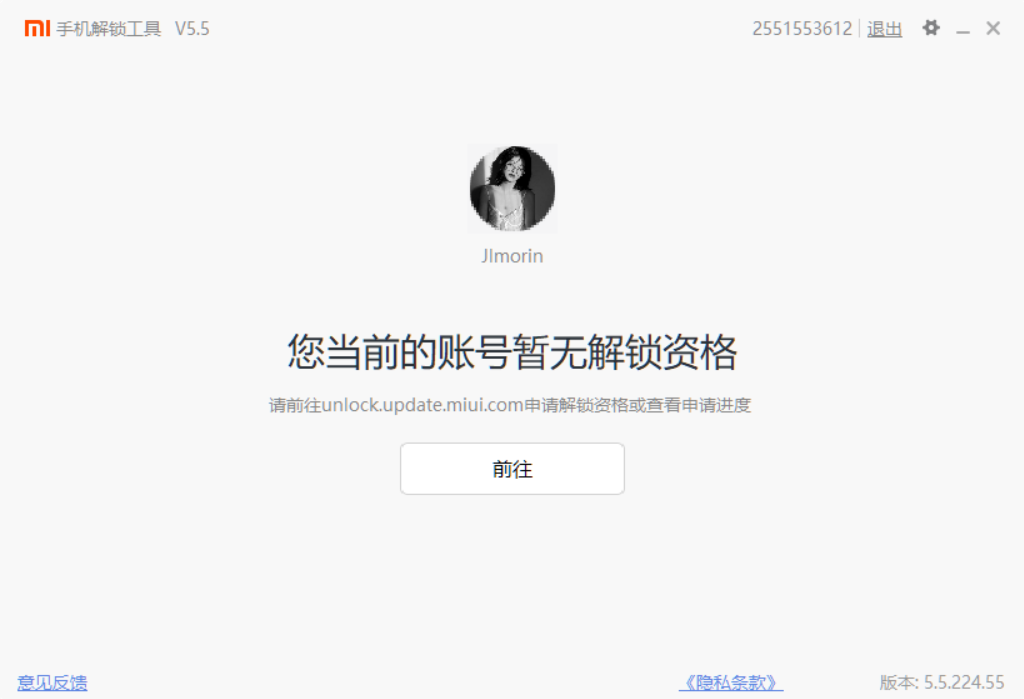 mi 手机解锁工具 V5.5 2551553612 退出
Jlmorin
您当前的账号暂无解锁资格
请前往unlock.update.miui.com申请解锁资格或查看申请进度
前往
意见反馈 《隐私条款》 版本: 5.5.224.55